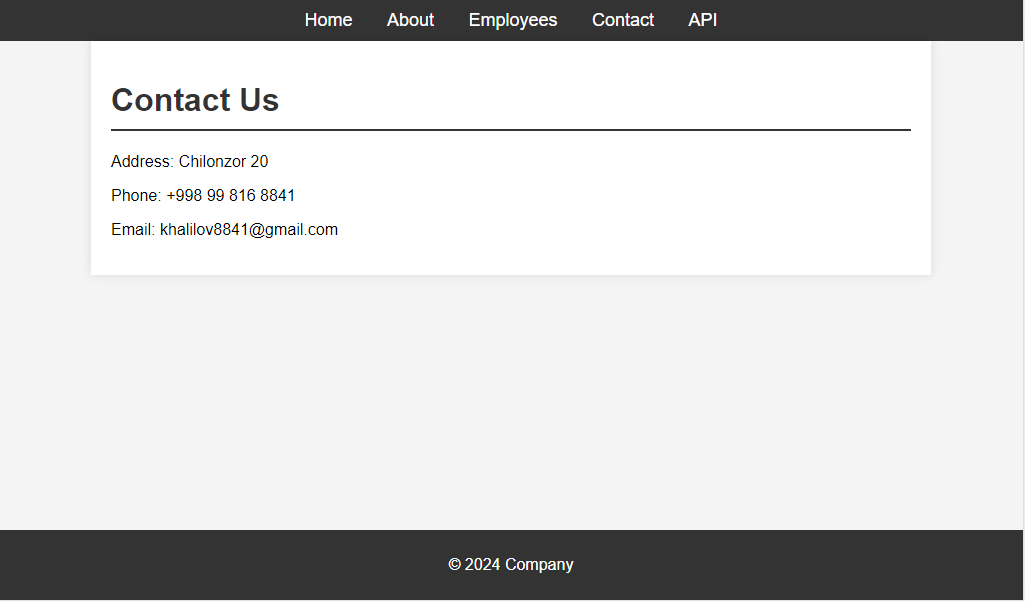 Home About Employees Contact API
Contact Us
Address: Chilonzor 20
Phone: +998 99 816 8841
Email: khalilov8841@gmail.com
© 2024 Company